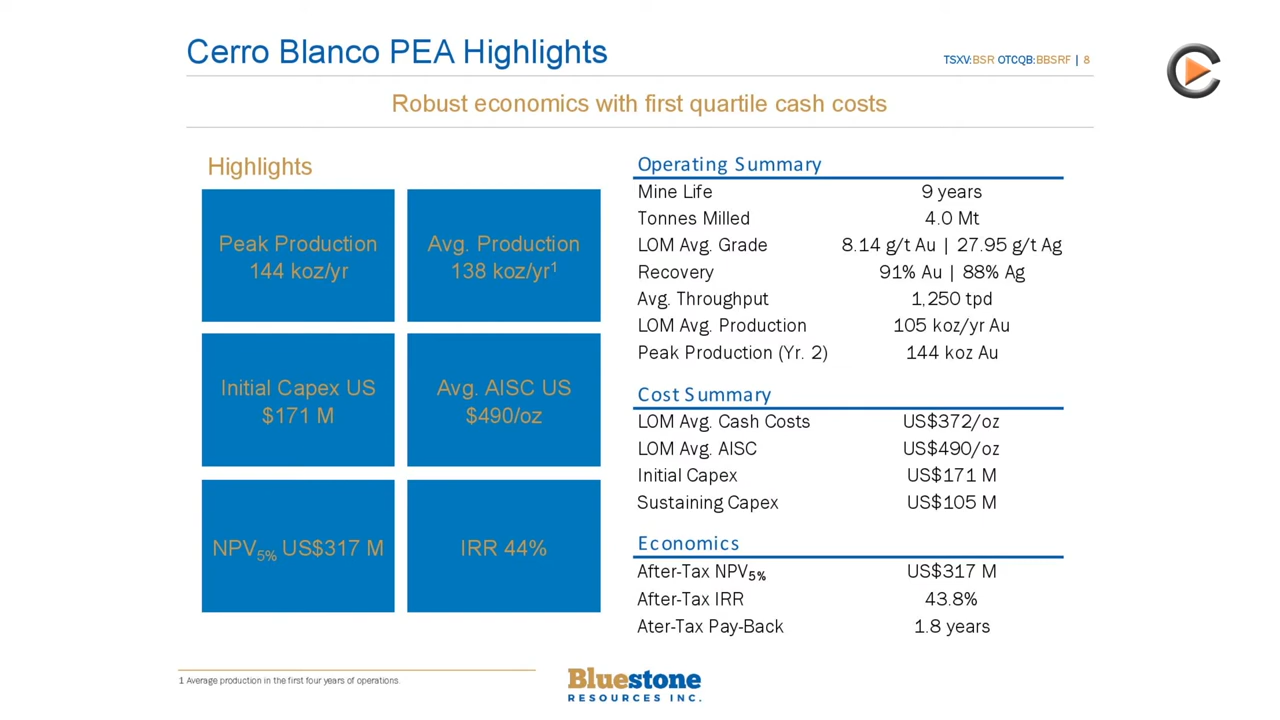 Cerro Blanco PEA Highlights
TSXV:BSR OTCQB:BBSRF | 8
Robust economics with first quartile cash costs
Highlights
Peak Production
144 koz/yr
Avg. Production
138 koz/yr1
Initial Capex US
$171 M
Avg. AISC US
$490/oz
NPV5% US$317 M
IRR 44%
Operating Summary
Mine Life 9 years
Tonnes Milled 4.0 Mt
LOM Avg. Grade 8.14 g/t Au | 27.95 g/t Ag
Recovery 91% Au | 88% Ag
Avg. Throughput 1,250 tpd
LOM Avg. Production 105 koz/yr Au
Peak Production (Yr. 2) 144 koz Au
Cost Summary
LOM Avg. Cash Costs US$372/oz
LOM Avg. AISC US$490/oz
Initial Capex US$171 M
Sustaining Capex US$105 M
Economics
After-Tax NPV5% US$317 M
After-Tax IRR 43.8%
Ater-Tax Pay-Back 1.8 years
1 Average production in the first four years of operations.
Bluestone
RESOURCES INC.